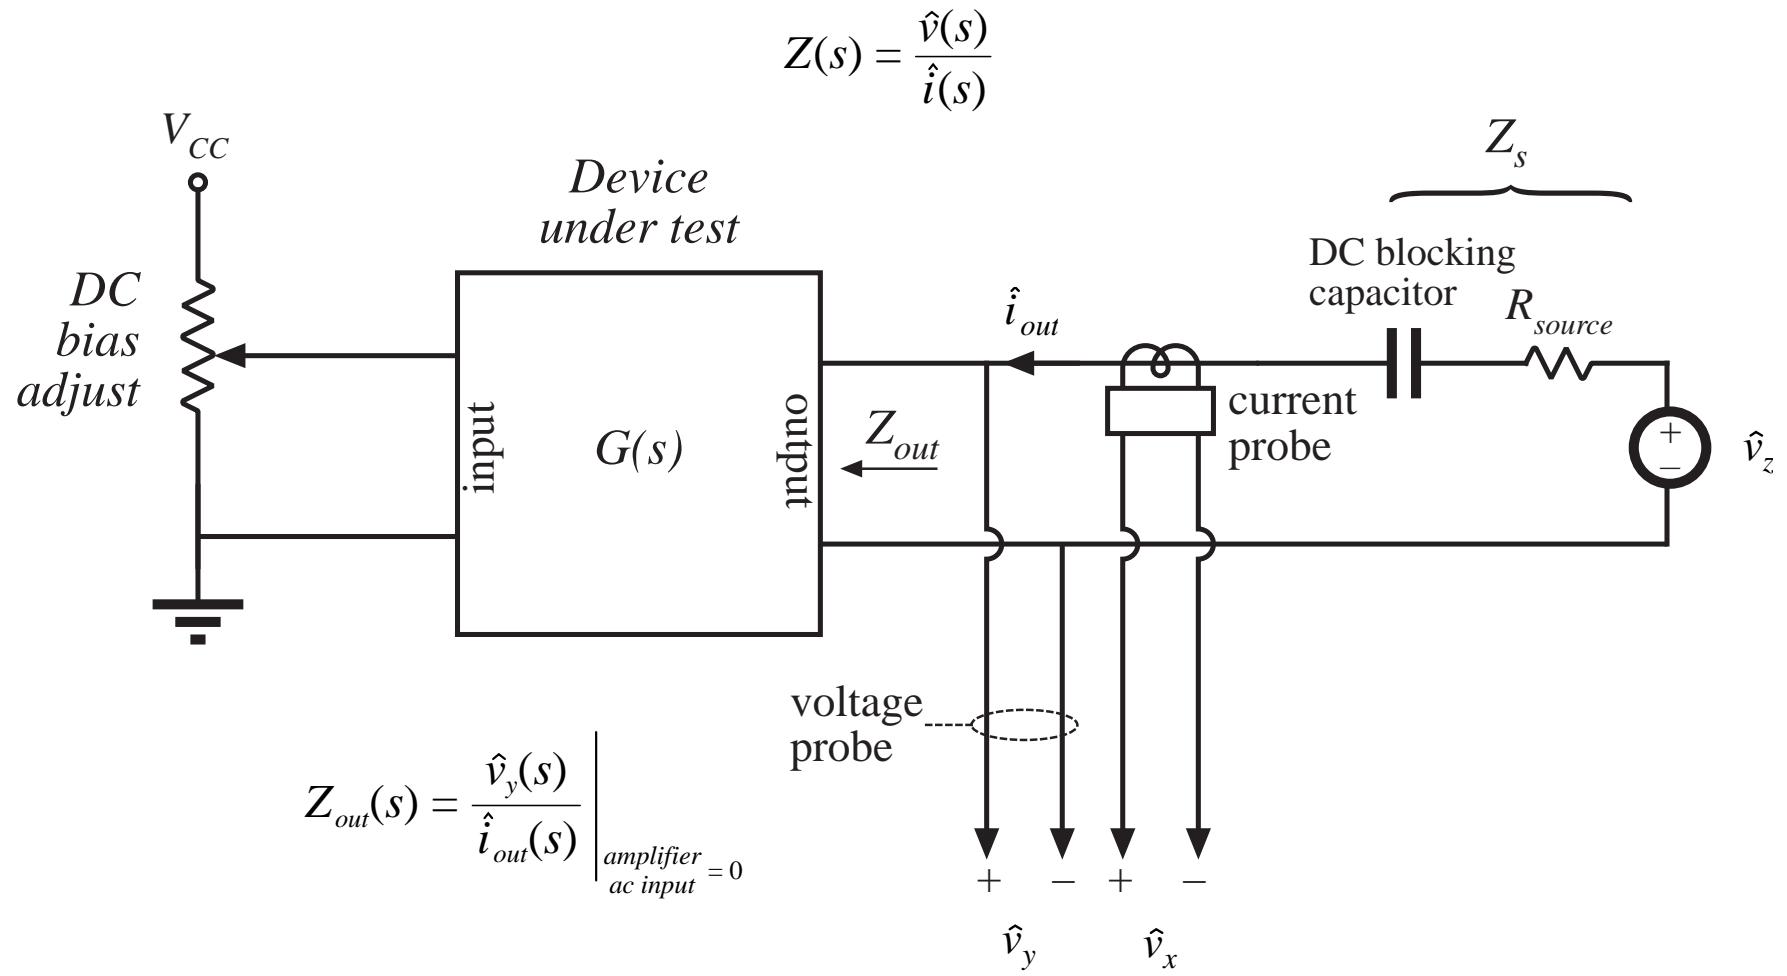 Z(s) = v̂(s) / î(s)
V_CC
Device
under test
Z_s
DC blocking
capacitor
R_source
DC
bias
adjust
î_out
input
G(s)
output
Z_out
current
probe
+
−
v̂_z
voltage
probe
Z_out(s) = v̂_y(s) / î_out(s) | amplifier
ac input = 0
+ − + −
v̂_y v̂_x